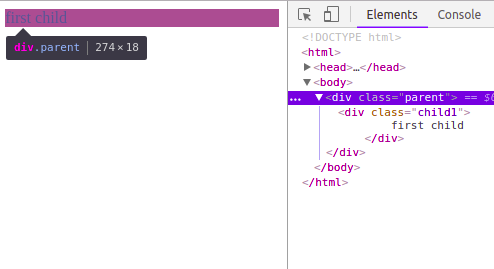 first child
div.parent 274 × 18
Elements Console
<!DOCTYPE html>
<html>
<head>…</head>
<body>
… <div class="parent"> == $0
<div class="child1">
first child
</div>
</div>
</body>
</html>